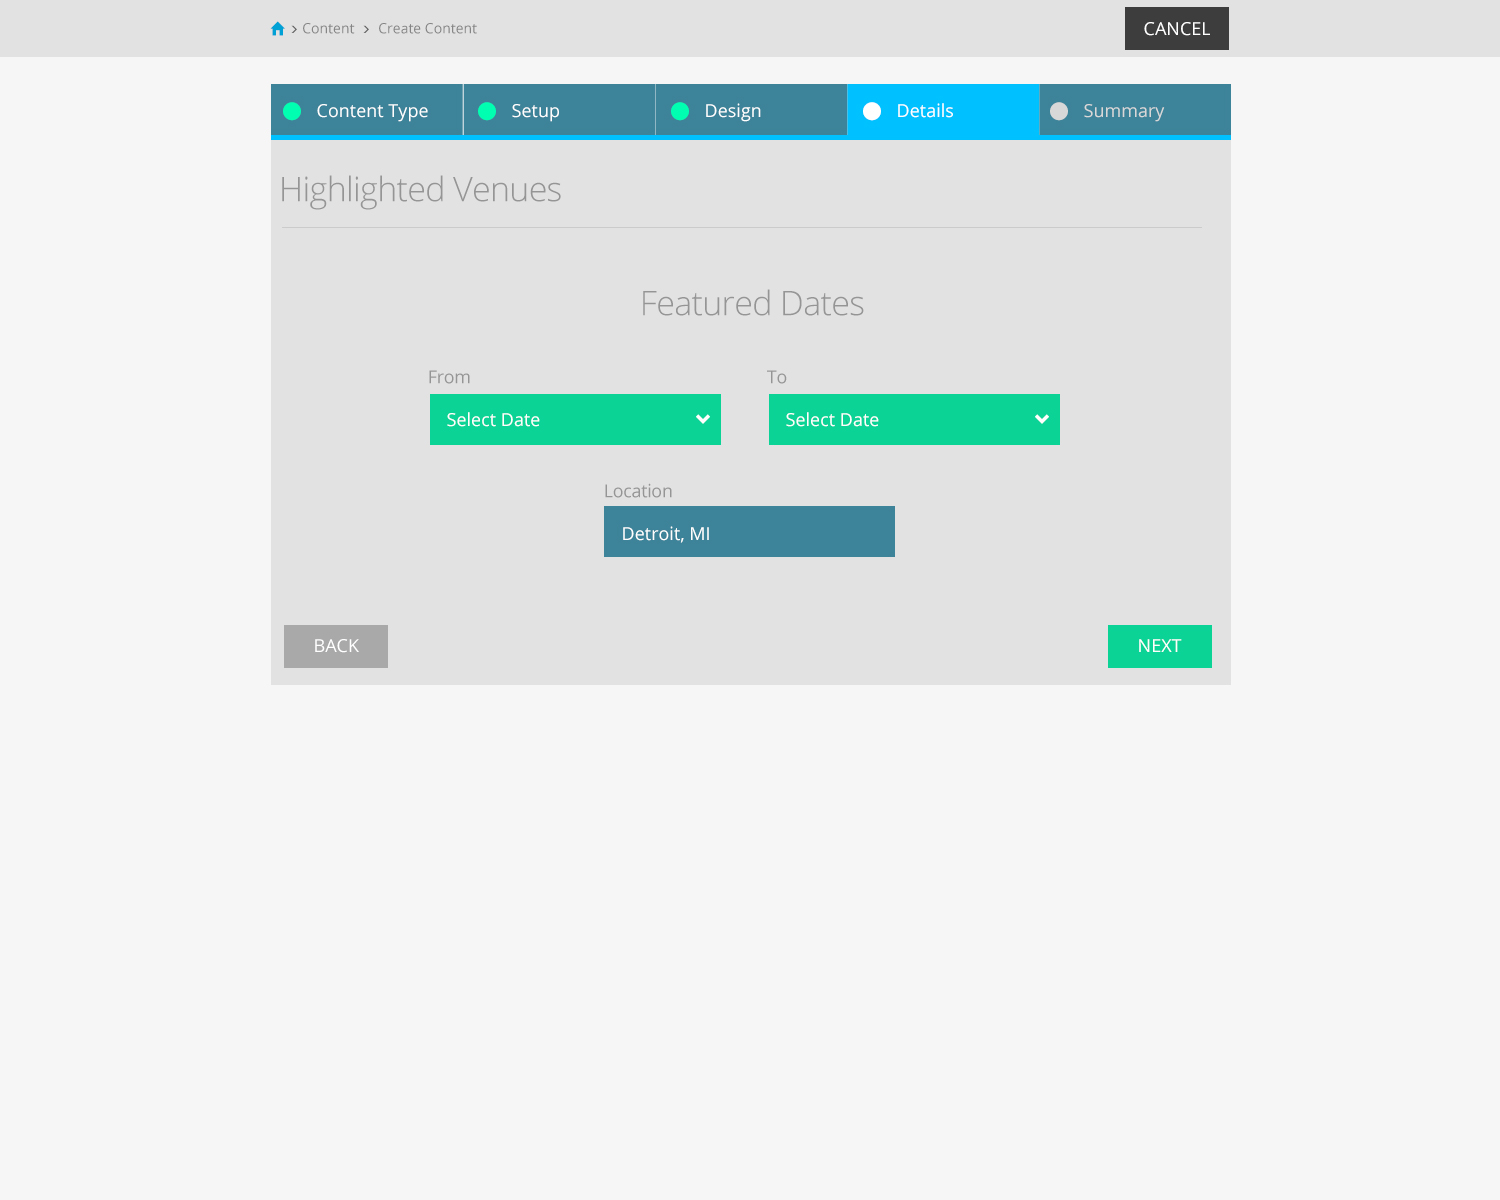 Content Create Content
CANCEL
Content Type Setup Design Details Summary
Highlighted Venues
Featured Dates
From To
Select Date Select Date
Location
Detroit, MI
BACK NEXT